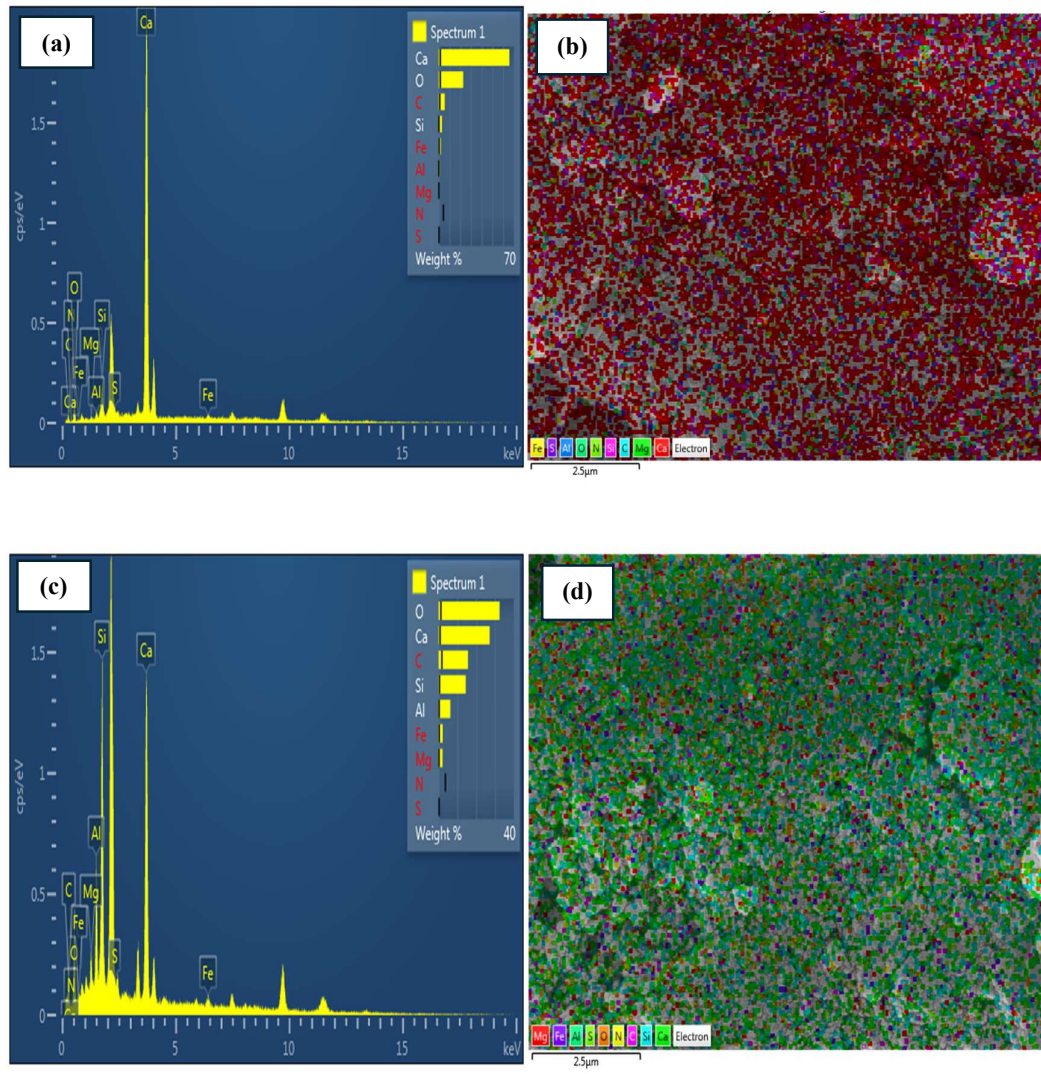 (a)
Ca
Spectrum 1
Ca
O
C
Si
Fe
Al
Mg
N
S
Weight % 70
cps/eV
1.5
1
0.5
0
O
N
Si
C
Mg
Fe
Al
S
Ca
Fe
0 5 10 15 keV
(b)
Fe S Al O N Si C Mg Ca Electron
2.5µm
(c)
Spectrum 1
O
Ca
C
Si
Al
Fe
Mg
N
S
Weight % 40
cps/eV
1.5
1
0.5
0
Si
Ca
Al
C
Mg
Fe
O
S
N
Fe
0 5 10 15 keV
(d)
Mg Fe Al S O N C Si Ca Electron
2.5µm